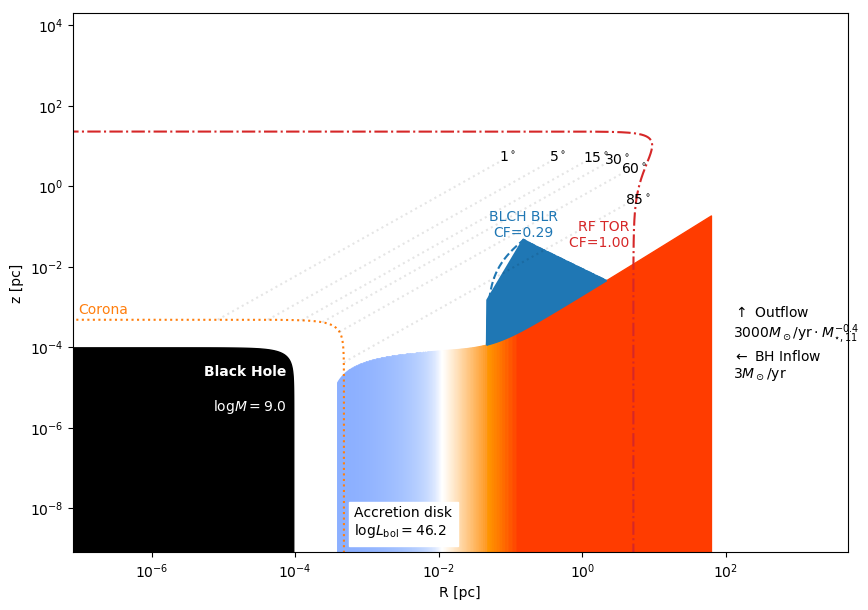 10^4
10^2
10^0
10^−2
10^−4
10^−6
10^−8
z [pc]
1° 5° 15° 30°
60°
85°
BLCH BLR
CF=0.29
RF TOR
CF=1.00
Corona
Black Hole
logM = 9.0
↑ Outflow
3000M⊙/yr · M⋆,11^−0.4
← BH Inflow
3M⊙/yr
Accretion disk
logLbol = 46.2
10^−6 10^−4 10^−2 10^0 10^2
R [pc]